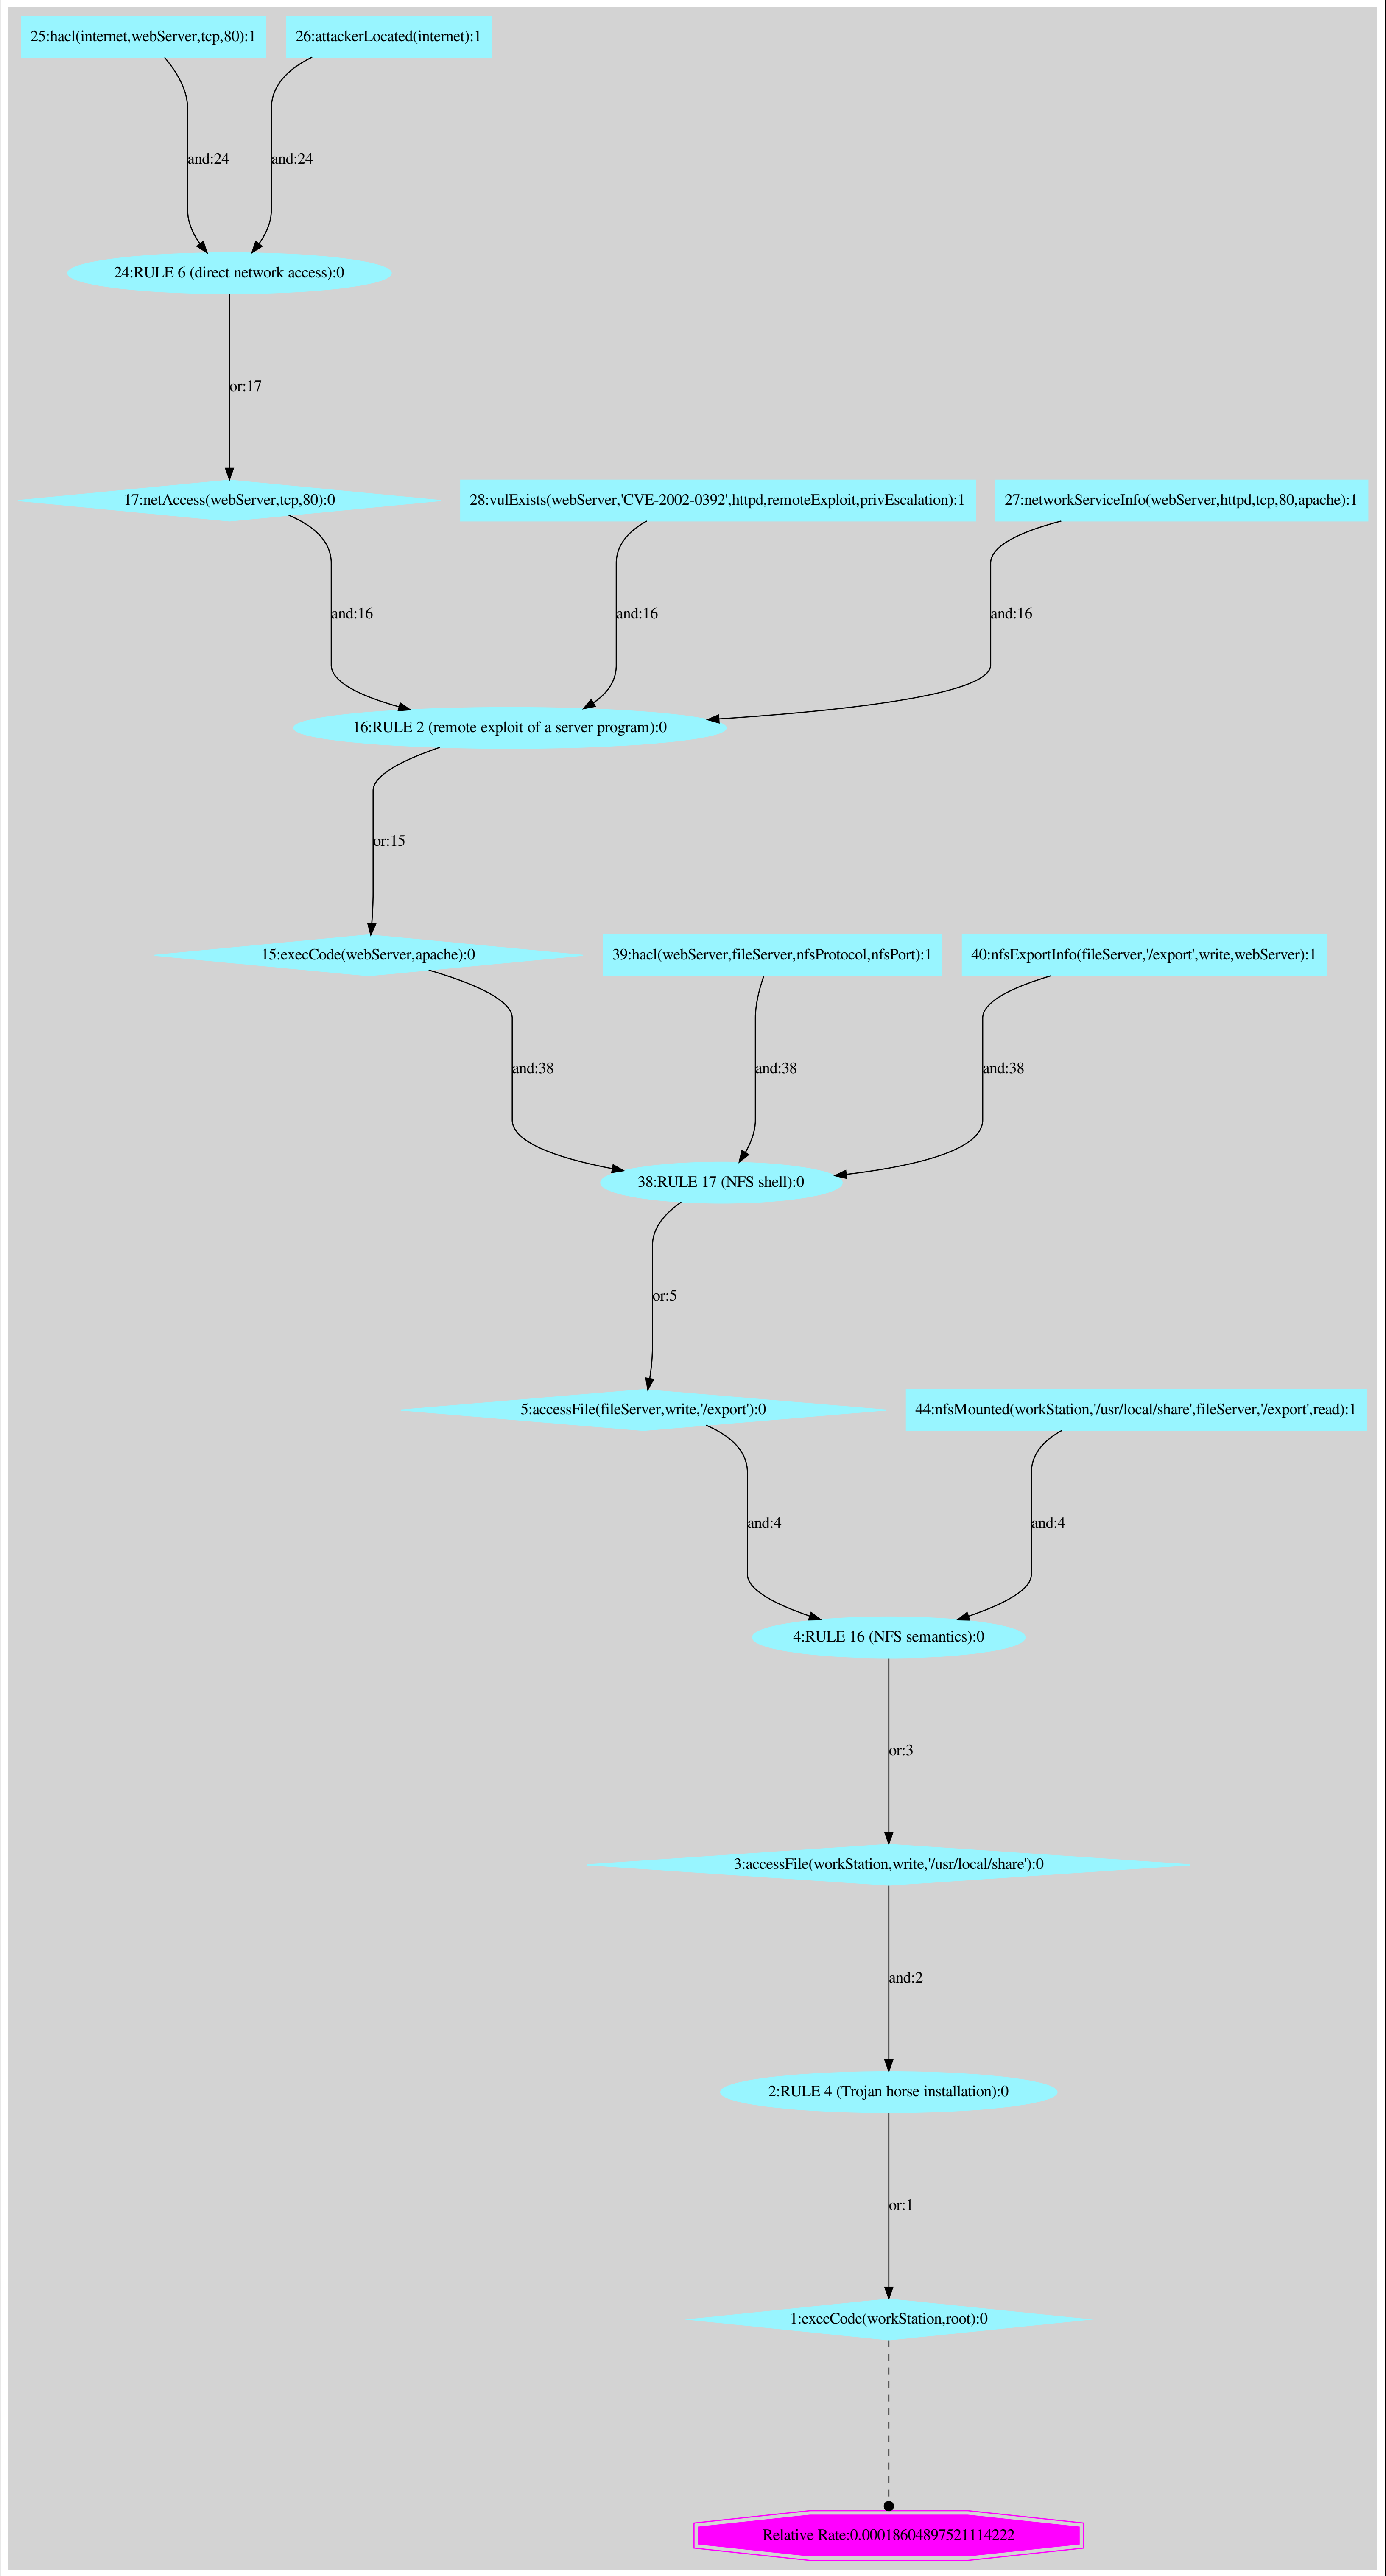 25:hacl(internet,webServer,tcp,80):1
26:attackerLocated(internet):1
and:24
and:24
24:RULE 6 (direct network access):0
or:17
17:netAccess(webServer,tcp,80):0
28:vulExists(webServer,'CVE-2002-0392',httpd,remoteExploit,privEscalation):1
27:networkServiceInfo(webServer,httpd,tcp,80,apache):1
and:16
and:16
and:16
16:RULE 2 (remote exploit of a server program):0
or:15
15:execCode(webServer,apache):0
39:hacl(webServer,fileServer,nfsProtocol,nfsPort):1
40:nfsExportInfo(fileServer,'/export',write,webServer):1
and:38
and:38
and:38
38:RULE 17 (NFS shell):0
or:5
5:accessFile(fileServer,write,'/export'):0
44:nfsMounted(workStation,'/usr/local/share',fileServer,'/export',read):1
and:4
and:4
4:RULE 16 (NFS semantics):0
or:3
3:accessFile(workStation,write,'/usr/local/share'):0
and:2
2:RULE 4 (Trojan horse installation):0
or:1
1:execCode(workStation,root):0
Relative Rate:0.00018604897521114222